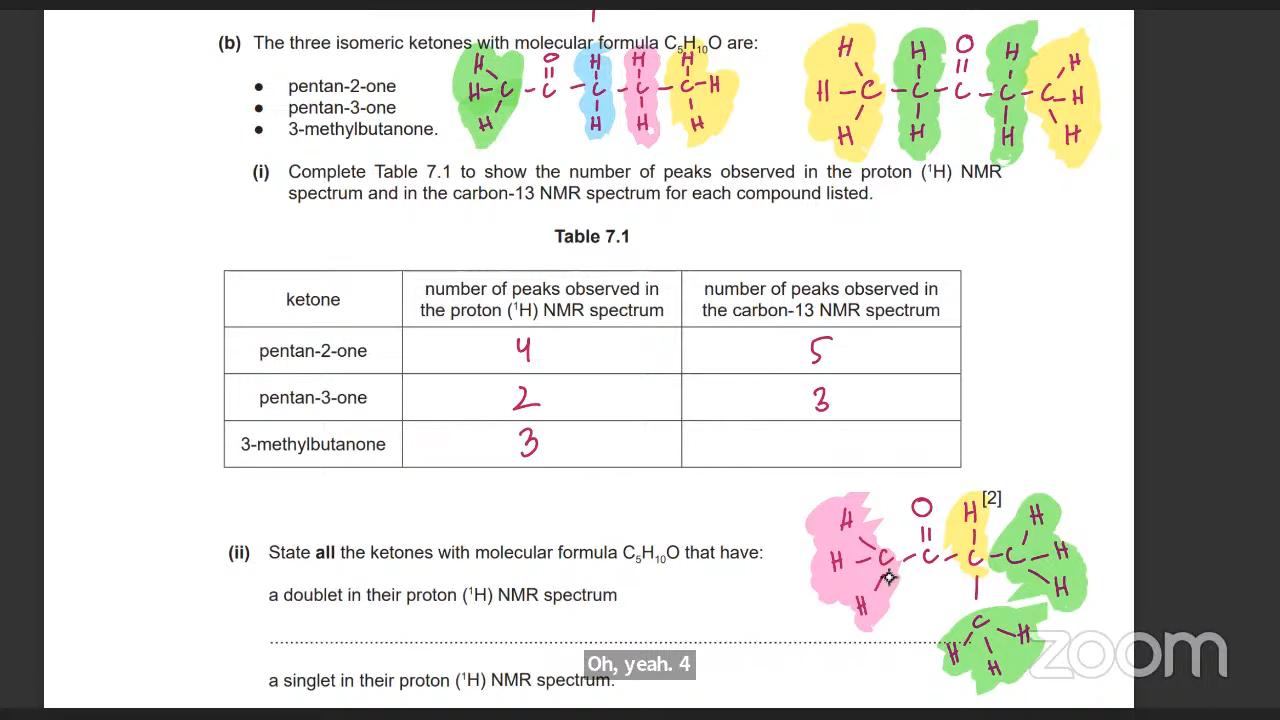 (b) The three isomeric ketones with molecular formula C₅H₁₀O are:
• pentan-2-one
• pentan-3-one
• 3-methylbutanone.
H H H H
O
H - C - C - C - C - C - H
H H H H
H H O H H
H - C - C - C - C - C - H
H H H H
(i) Complete Table 7.1 to show the number of peaks observed in the proton (¹H) NMR
spectrum and in the carbon-13 NMR spectrum for each compound listed.
Table 7.1
ketone number of peaks observed in the proton (¹H) NMR spectrum number of peaks observed in the carbon-13 NMR spectrum
pentan-2-one 4 5
pentan-3-one 2 3
3-methylbutanone 3
[2]
H O H H
H - C - C - C - C - H
H H
C
H H H
(ii) State all the ketones with molecular formula C₅H₁₀O that have:
a doublet in their proton (¹H) NMR spectrum
a singlet in their proton (¹H) NMR spectrum.
Oh, yeah. 4
zoom